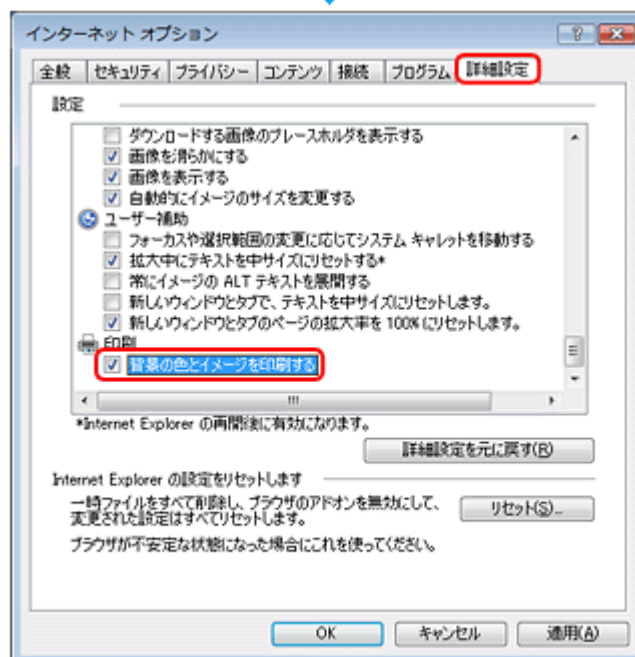 インターネット オプション
全般 セキュリティ プライバシー コンテンツ 接続 プログラム 詳細設定
設定
ダウンロードする画像のプレースホルダを表示する
画像を滑らかにする
画像を表示する
自動的にイメージのサイズを変更する
ユーザー補助
フォーカスや選択範囲の変更に応じてシステム キャレットを移動する
拡大中にテキストを中サイズにリセットする*
常にイメージの ALT テキストを展開する
新しいウィンドウとタブで、テキストを中サイズにリセットします。
新しいウィンドウとタブのページの拡大率を 100% にリセットします。
印刷
背景の色とイメージを印刷する
*Internet Explorer の再開後に有効になります。
詳細設定を元に戻す(R)
Internet Explorer の設定をリセットします
一時ファイルをすべて削除し、ブラウザのアドオンを無効にして、
変更された設定はすべてリセットします。
リセット(S)...
ブラウザが不安定な状態になった場合にこれを使ってください。
OK キャンセル 適用(A)